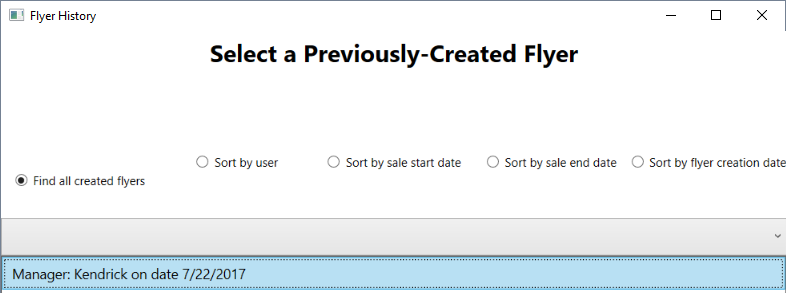 Flyer History
Select a Previously-Created Flyer
Sort by user
Sort by sale start date
Sort by sale end date
Sort by flyer creation date
Find all created flyers
Manager: Kendrick on date 7/22/2017